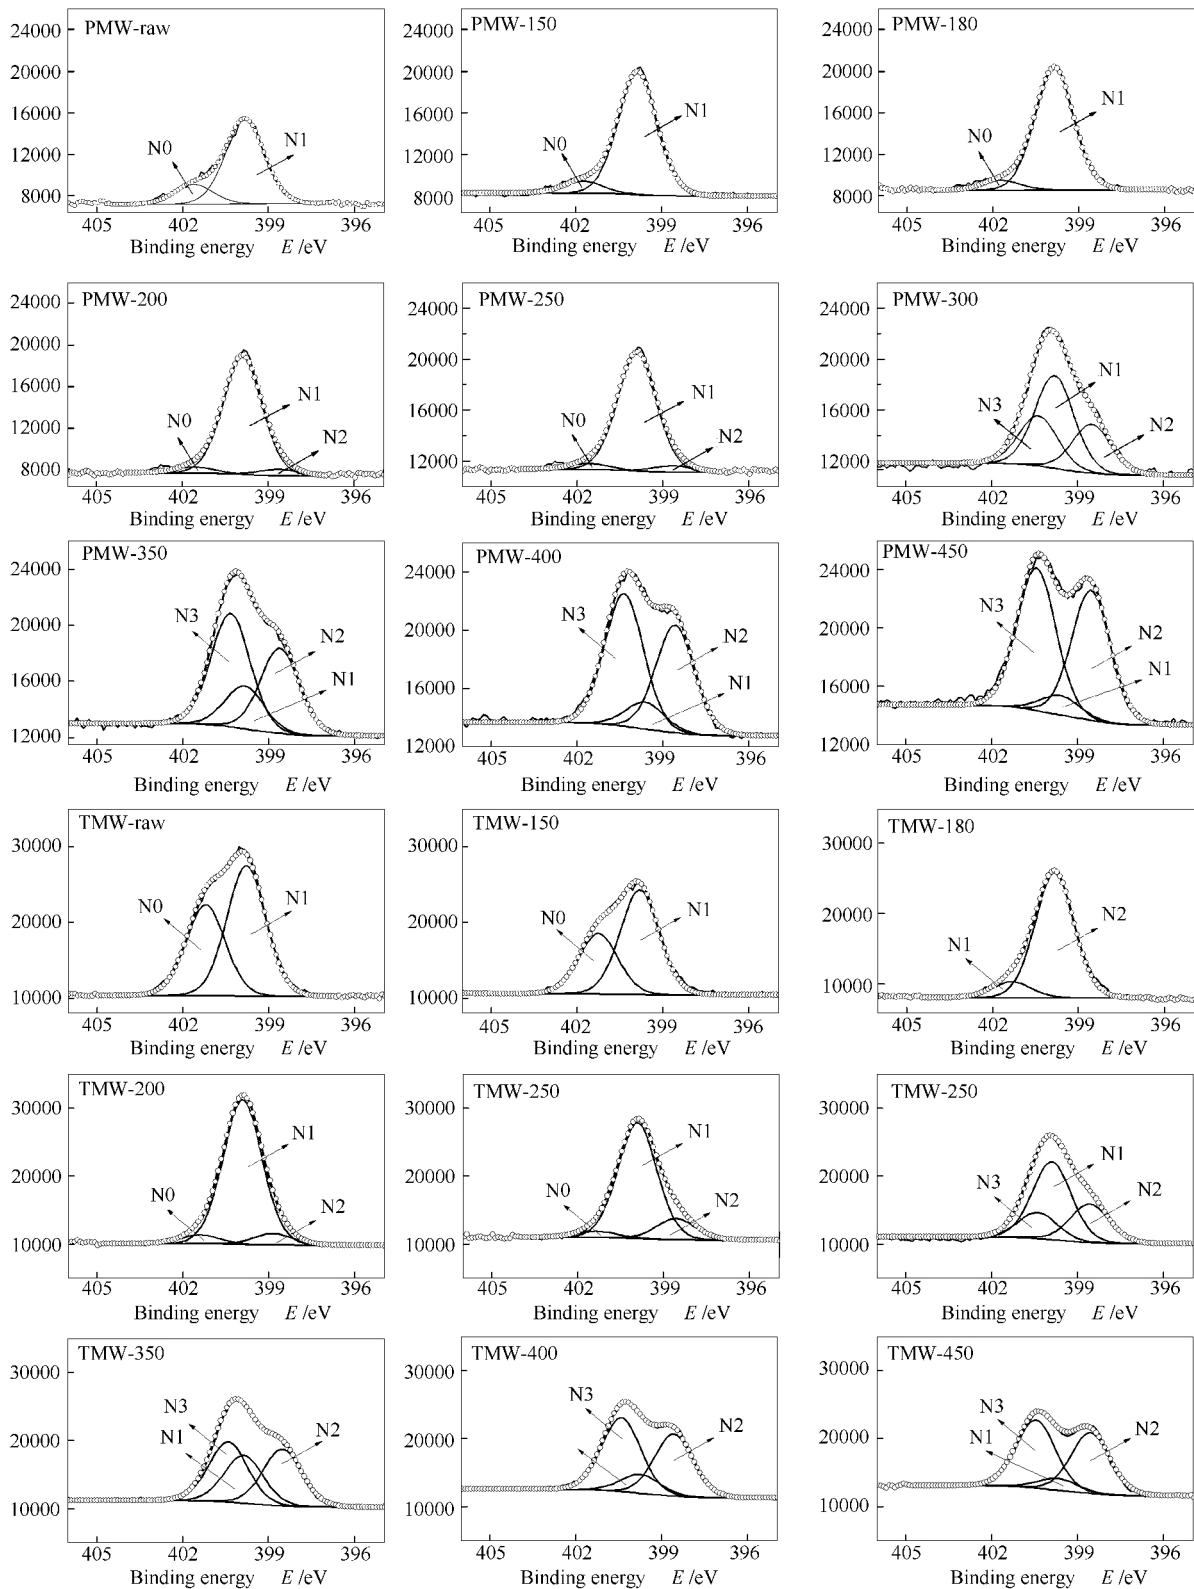 PMW-raw
24000
20000
16000
12000
8000
N0
N1
405 402 399 396
Binding energy E /eV
PMW-150
24000
20000
16000
12000
8000
N0
N1
405 402 399 396
Binding energy E /eV
PMW-180
24000
20000
16000
12000
8000
N0
N1
405 402 399 396
Binding energy E /eV
PMW-200
24000
20000
16000
12000
8000
N0
N1
N2
405 402 399 396
Binding energy E /eV
PMW-250
24000
20000
16000
12000
N0
N1
N2
405 402 399 396
Binding energy E /eV
PMW-300
24000
20000
16000
12000
N3
N1
N2
405 402 399 396
Binding energy E /eV
PMW-350
24000
20000
16000
12000
N3
N2
N1
405 402 399 396
Binding energy E /eV
PMW-400
24000
20000
16000
12000
N3
N2
N1
405 402 399 396
Binding energy E /eV
PMW-450
24000
20000
16000
12000
N3
N2
N1
405 402 399 396
Binding energy E /eV
TMW-raw
30000
20000
10000
N0
N1
405 402 399 396
Binding energy E /eV
TMW-150
30000
20000
10000
N0
N1
405 402 399 396
Binding energy E /eV
TMW-180
30000
20000
10000
N1
N2
405 402 399 396
Binding energy E /eV
TMW-200
30000
20000
10000
N0
N1
N2
405 402 399 396
Binding energy E /eV
TMW-250
30000
20000
10000
N0
N1
N2
405 402 399 396
Binding energy E /eV
TMW-250
30000
20000
10000
N3
N1
N2
405 402 399 396
Binding energy E /eV
TMW-350
30000
20000
10000
N3
N1
N2
405 402 399 396
Binding energy E /eV
TMW-400
30000
20000
10000
N3
N2
405 402 399 396
Binding energy E /eV
TMW-450
30000
20000
10000
N3
N1
N2
405 402 399 396
Binding energy E /eV